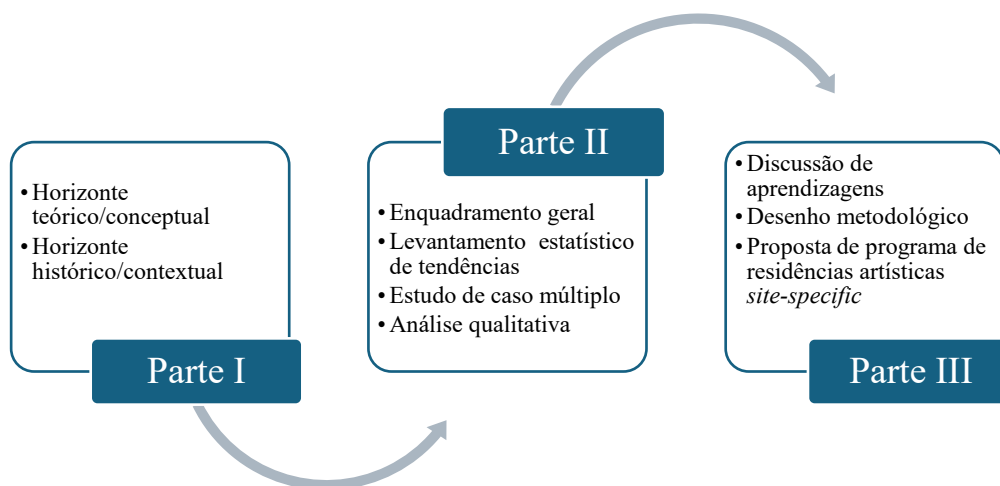 • Horizonte
teórico/conceptual
• Horizonte
histórico/contextual
Parte I
Parte II
• Enquadramento geral
• Levantamento estatístico
de tendências
• Estudo de caso múltiplo
• Análise qualitativa
• Discussão de
aprendizagens
• Desenho metodológico
• Proposta de programa de
residências artísticas
site-specific
Parte III